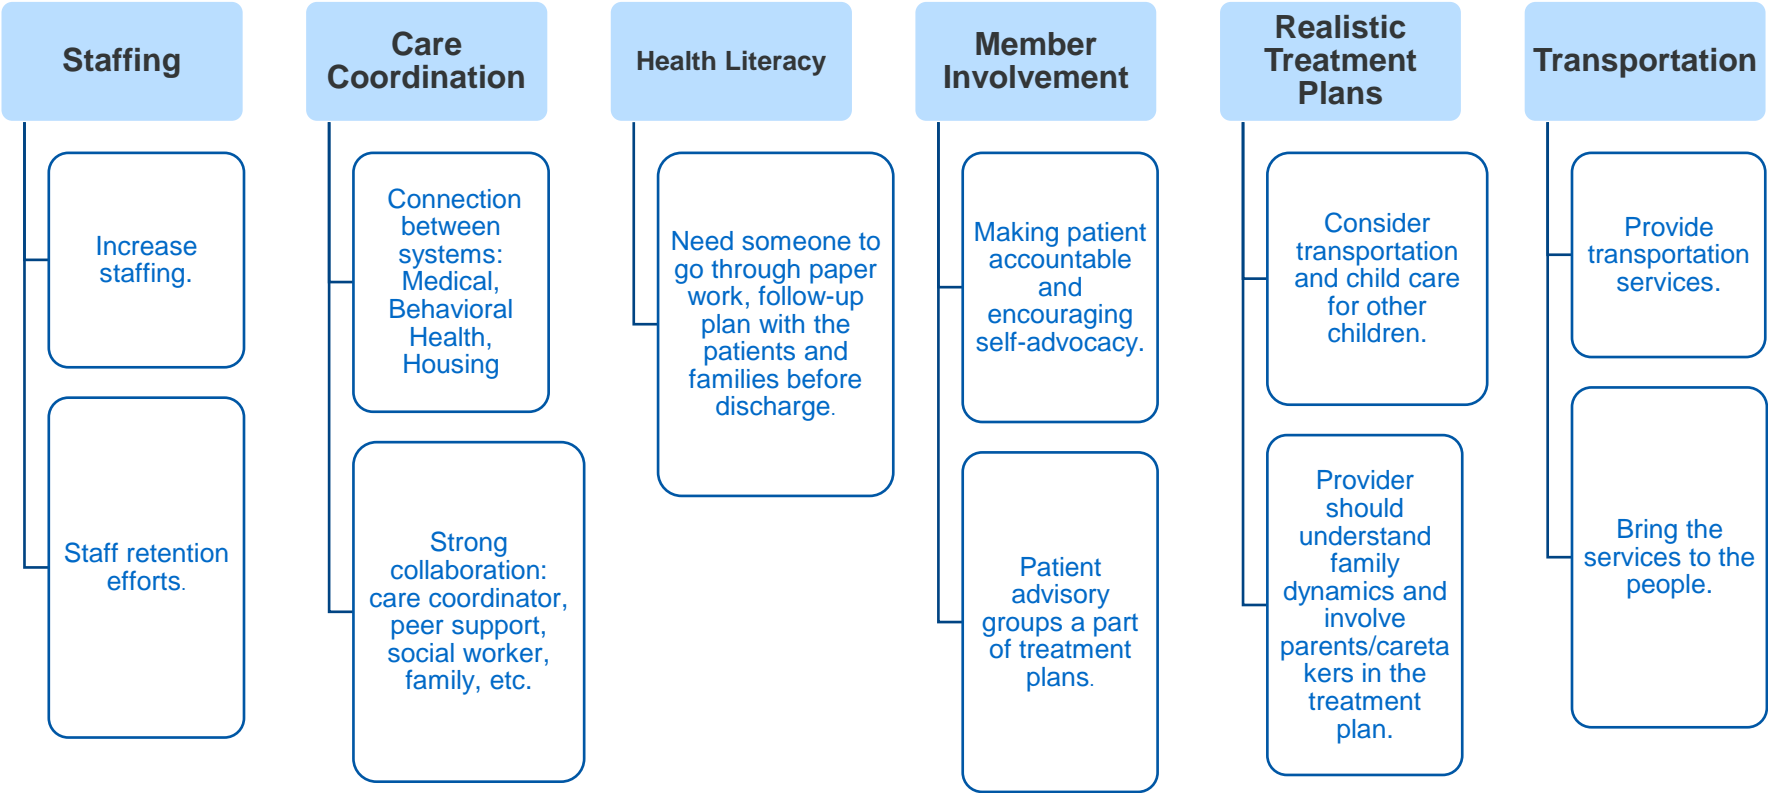 Staffing
Increase
staffing.
Staff retention
efforts.
Care
Coordination
Connection
between
systems:
Medical,
Behavioral
Health,
Housing
Strong
collaboration:
care coordinator,
peer support,
social worker,
family, etc.
Health Literacy
Need someone to
go through paper
work, follow-up
plan with the
patients and
families before
discharge.
Member
Involvement
Making patient
accountable
and
encouraging
self-advocacy.
Patient
advisory
groups a part
of treatment
plans.
Realistic
Treatment
Plans
Consider
transportation
and child care
for other
children.
Provider
should
understand
family
dynamics and
involve
parents/careta
kers in the
treatment
plan.
Transportation
Provide
transportation
services.
Bring the
services to the
people.